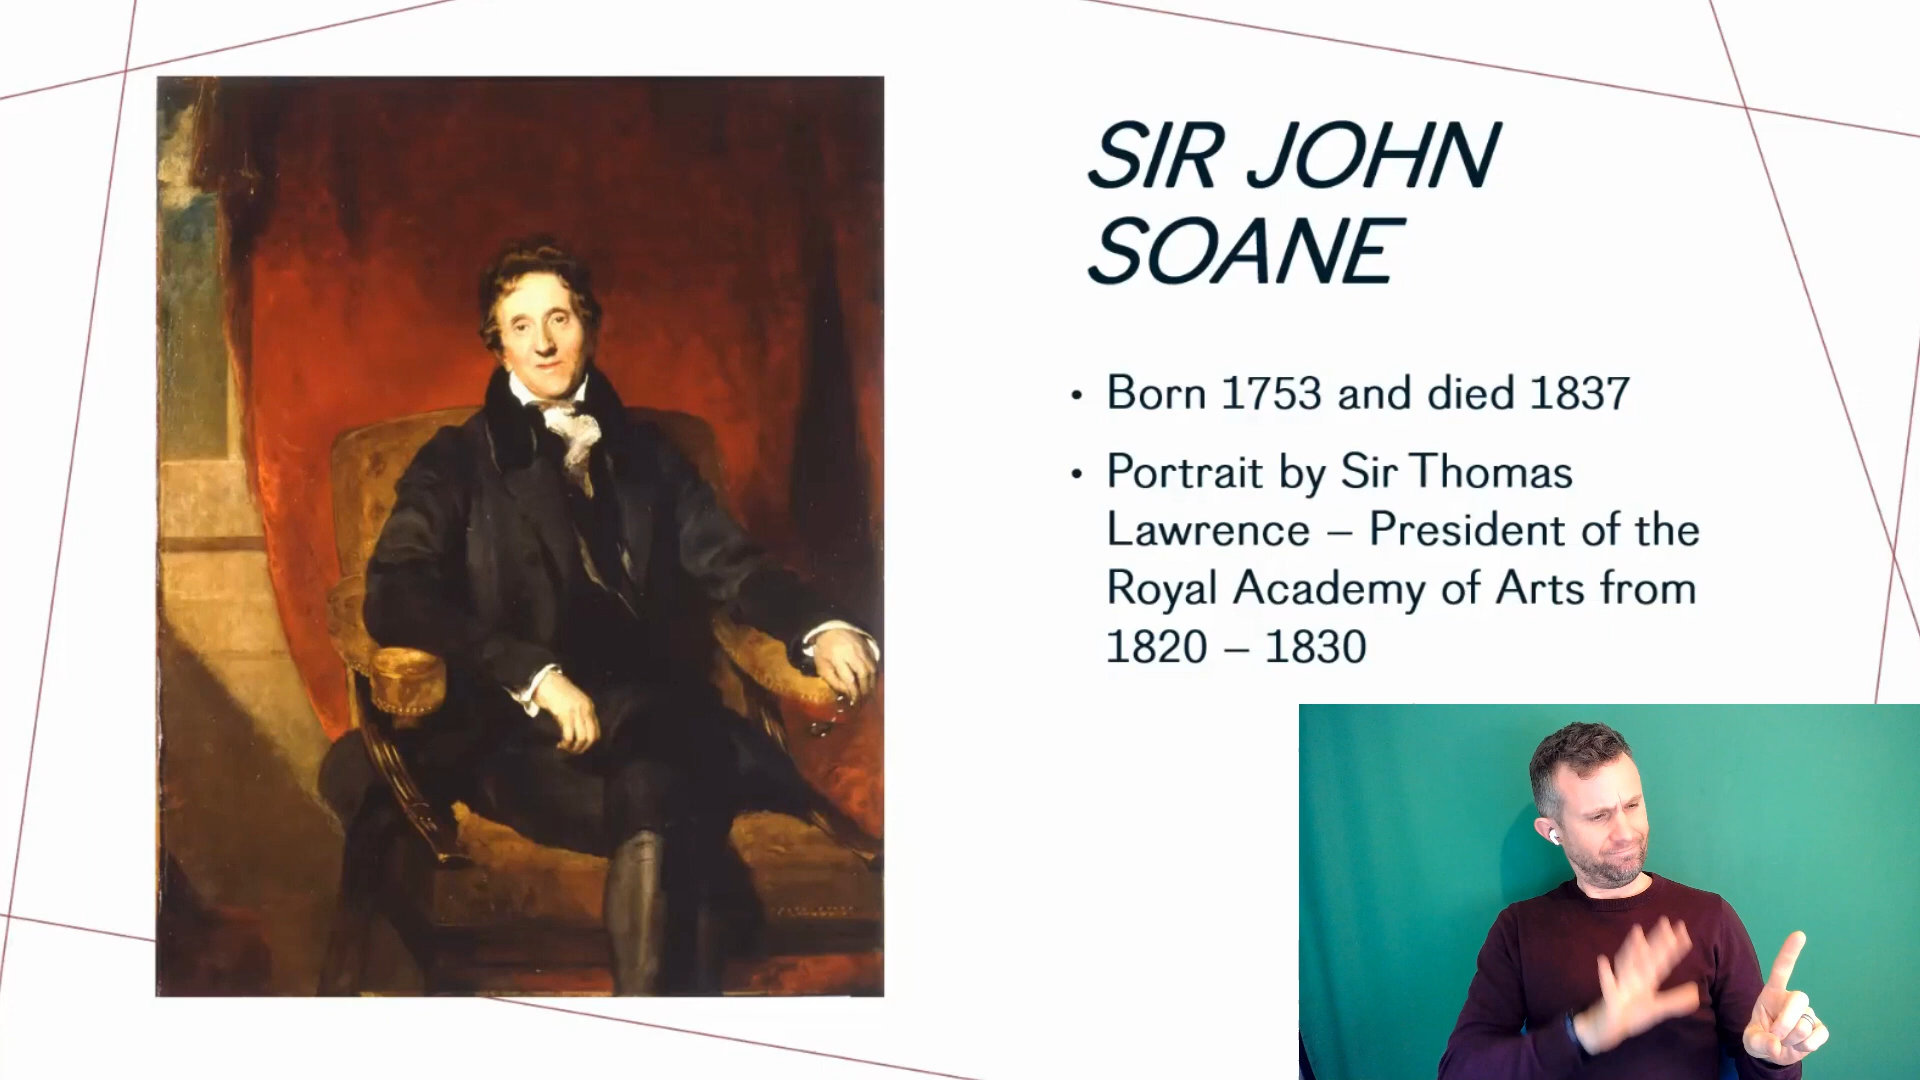 SIR JOHN
SOANE
• Born 1753 and died 1837
• Portrait by Sir Thomas
Lawrence – President of the
Royal Academy of Arts from
1820 – 1830